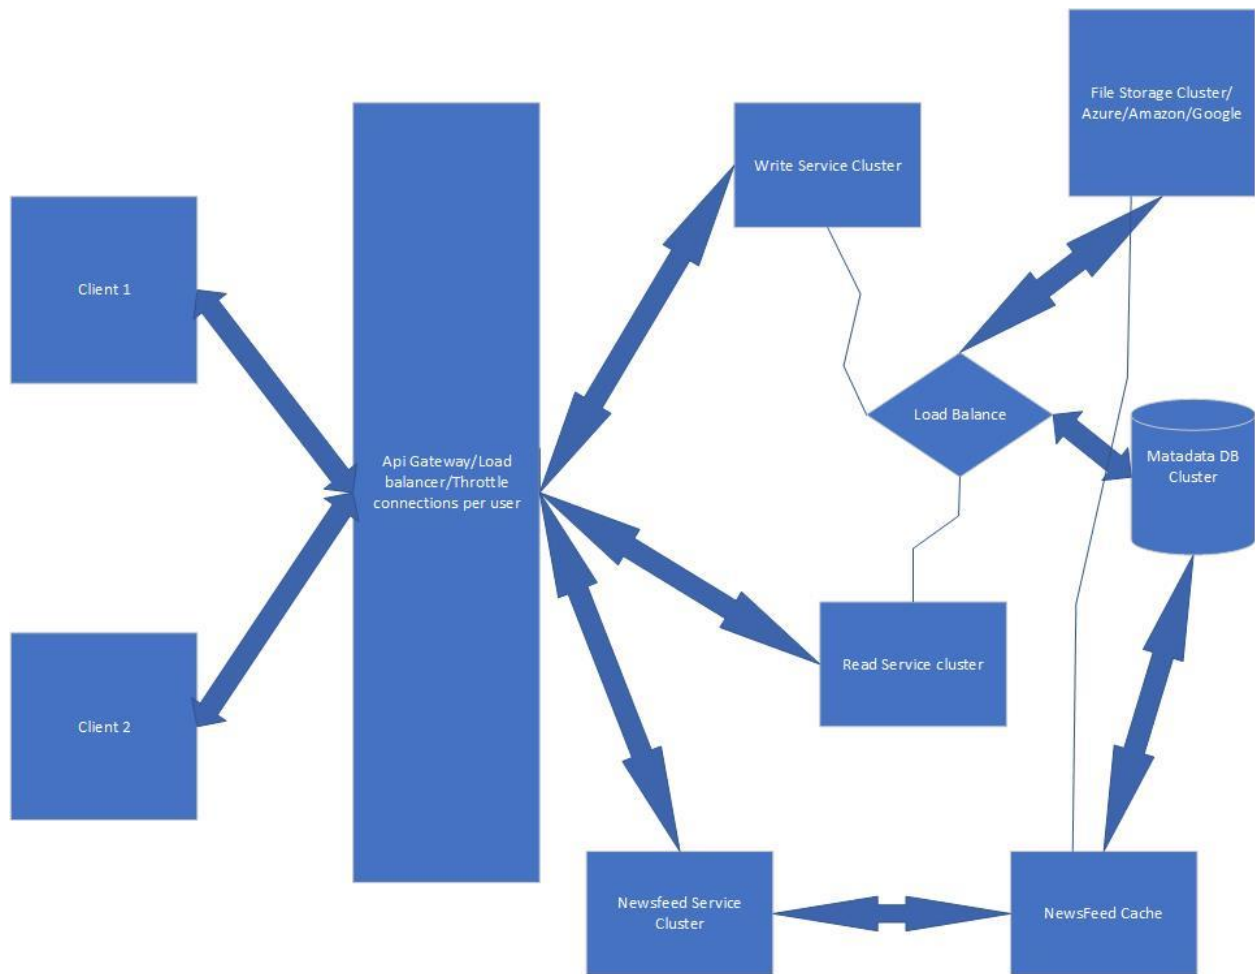 File Storage Cluster/
Azure/Amazon/Google
Write Service Cluster
Client 1
Load Balance
Api Gateway/Load
balancer/Throttle
connections per user
Matadata DB
Cluster
Read Service cluster
Client 2
Newsfeed Service
Cluster
NewsFeed Cache